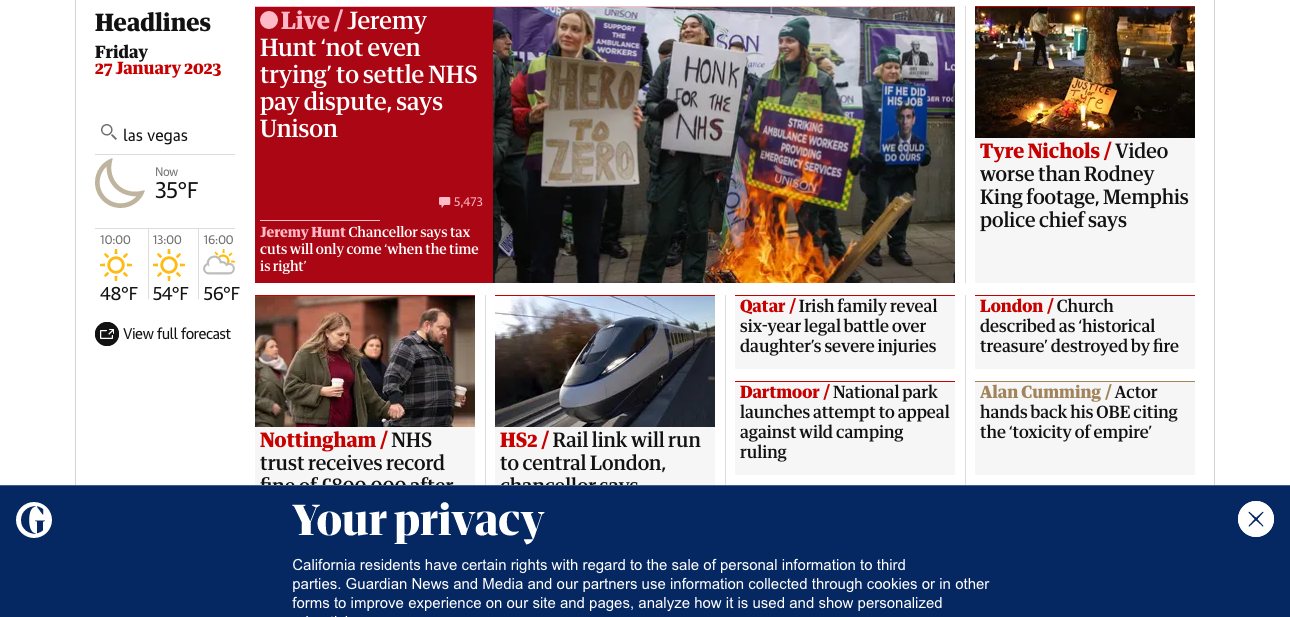 Headlines
Friday
27 January 2023
las vegas
Now
35°F
10:00
13:00
16:00
48°F
54°F
56°F
View full forecast
Live / Jeremy
Hunt ‘not even
trying’ to settle NHS
pay dispute, says
Unison
5,473
Jeremy Hunt Chancellor says tax
cuts will only come ‘when the time
is right’
UNISON
SUPPORT
THE
AMBULANCE
WORKERS
HERO
TO
ZERO
HONK
FOR THE
NHS
STRIKING
AMBULANCE WORKERS
PROVIDING
EMERGENCY SERVICES
UNISON
IF HE DID
HIS JOB
WE COULD
DO OURS
JUSTICE
Tyre Nichols / Video
worse than Rodney
King footage, Memphis
police chief says
Nottingham / NHS
trust receives record
fine of £800,000 after
HS2 / Rail link will run
to central London,
chancellor says
Qatar / Irish family reveal
six-year legal battle over
daughter’s severe injuries
Dartmoor / National park
launches attempt to appeal
against wild camping
ruling
London / Church
described as ‘historical
treasure’ destroyed by fire
Alan Cumming / Actor
hands back his OBE citing
the ‘toxicity of empire’
Your privacy
California residents have certain rights with regard to the sale of personal information to third
parties. Guardian News and Media and our partners use information collected through cookies or in other
forms to improve experience on our site and pages, analyze how it is used and show personalized